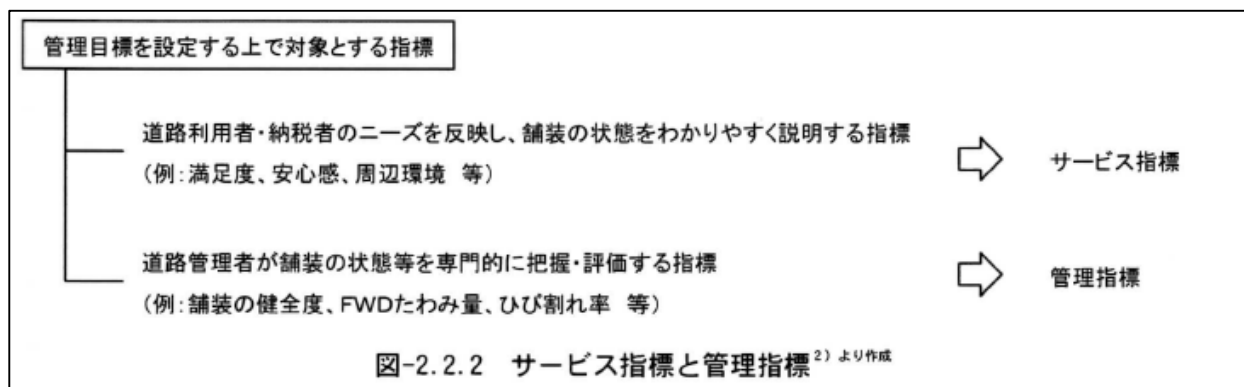 管理目標を設定する上で対象とする指標
道路利用者・納税者のニーズを反映し、舗装の状態をわかりやすく説明する指標
（例：満足度、安心感、周辺環境　等）
サービス指標
道路管理者が舗装の状態等を専門的に把握・評価する指標
（例：舗装の健全度、FWDたわみ量、ひび割れ率　等）
管理指標
図-2.2.2　サービス指標と管理指標2）より作成